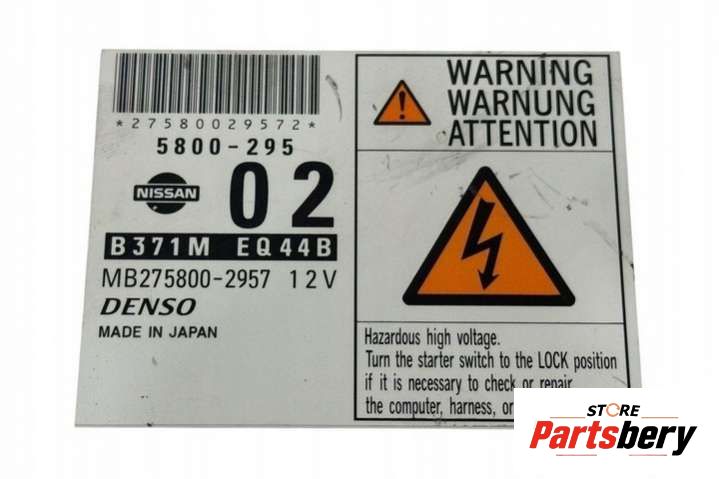 *27580029572*
5800-295
NISSAN
02
B371M EQ44B
MB275800-2957 12V
DENSO
MADE IN JAPAN
WARNING
WARNUNG
ATTENTION
Hazardous high voltage.
Turn the starter switch to the LOCK position
if it is necessary to check or repair
the computer, harness, or
STORE
Partsbery